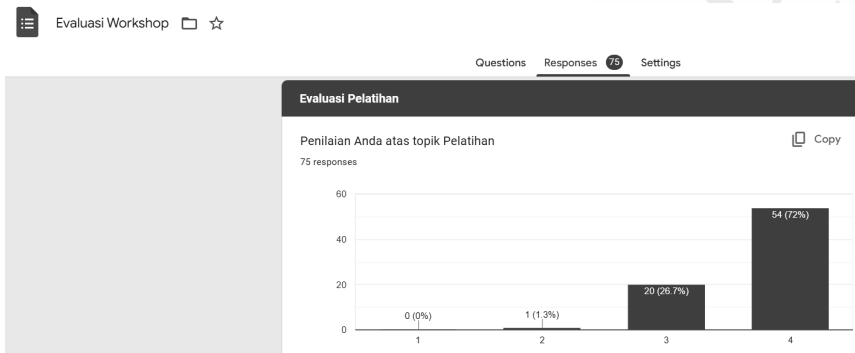 Evaluasi Workshop
Questions Responses 75 Settings
Evaluasi Pelatihan
Penilaian Anda atas topik Pelatihan
Copy
75 responses
60
40
20
0
0 (0%)
1 (1.3%)
20 (26.7%)
54 (72%)
1 2 3 4